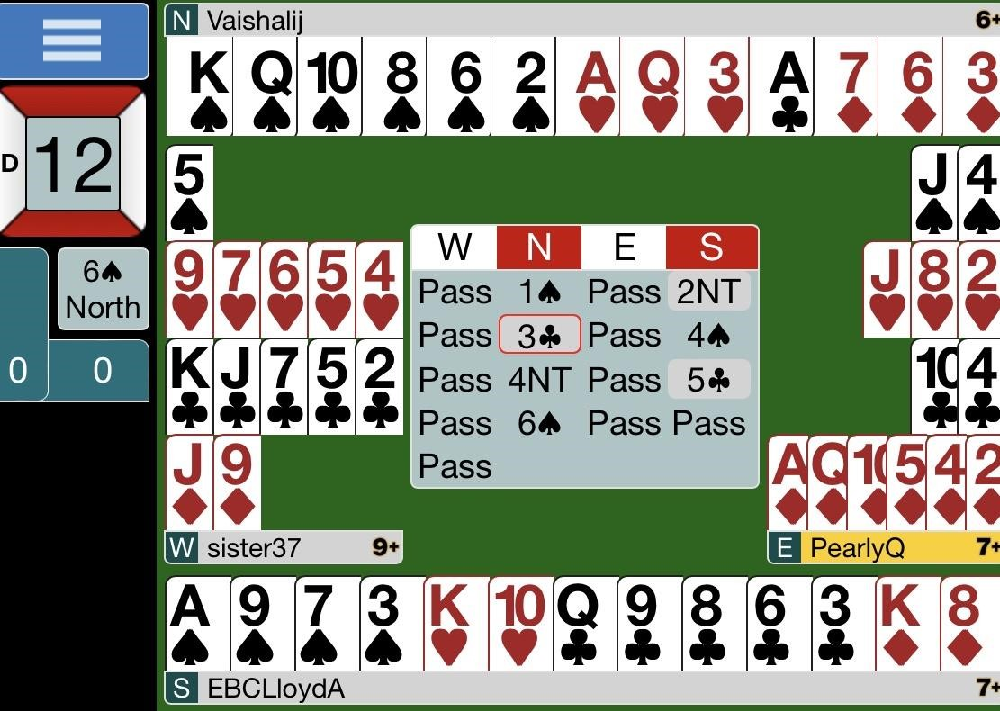 N Vaishalij 6+
K Q 10 8 6 2 A Q 3 A 7 6 3
D 12
5
J 4
6♠
North
W N E S
9 7 6 5 4
J 8 2
Pass 1♠ Pass 2NT
Pass 3♣ Pass 4♠
0 0
K J 7 5 2
Pass 4NT Pass 5♣
10 4
Pass 6♠ Pass Pass
Pass
J 9
A Q 10 5 4 2
W sister37 9+
E PearlyQ 7+
A 9 7 3 K 10 Q 9 8 6 3 K 8
S EBCLloydA 7+